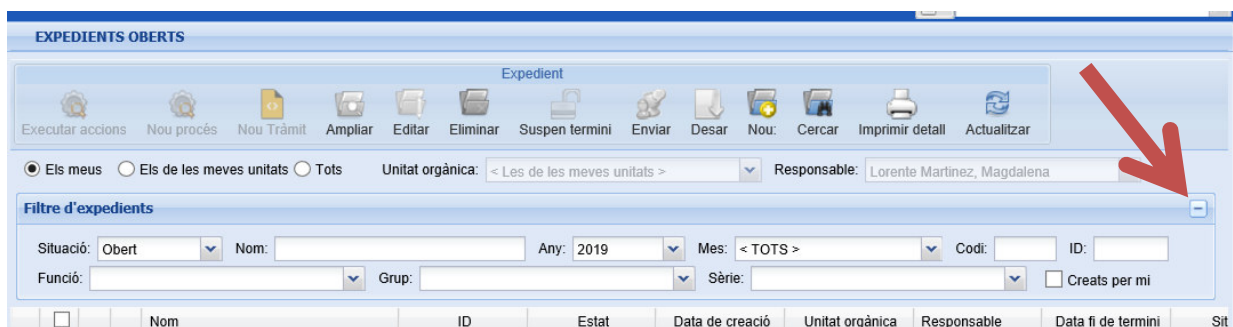 EXPEDIENTS OBERTS
Expedient
Executar accions Nou procés Nou Tràmit Ampliar Editar Eliminar Suspen termini Enviar Desar Nou: Cercar Imprimir detall Actualitzar
Els meus Els de les meves unitats Tots Unitat orgànica: < Les de les meves unitats > Responsable: Lorente Martínez, Magdalena
Filtre d'expedients
Situació: Obert Nom: Any: 2019 Mes: < TOTS > Codi: ID:
Funció: Grup: Sèrie: Creats per mi
Nom ID Estat Data de creació Unitat orgànica Responsable Data fi de termini Sit